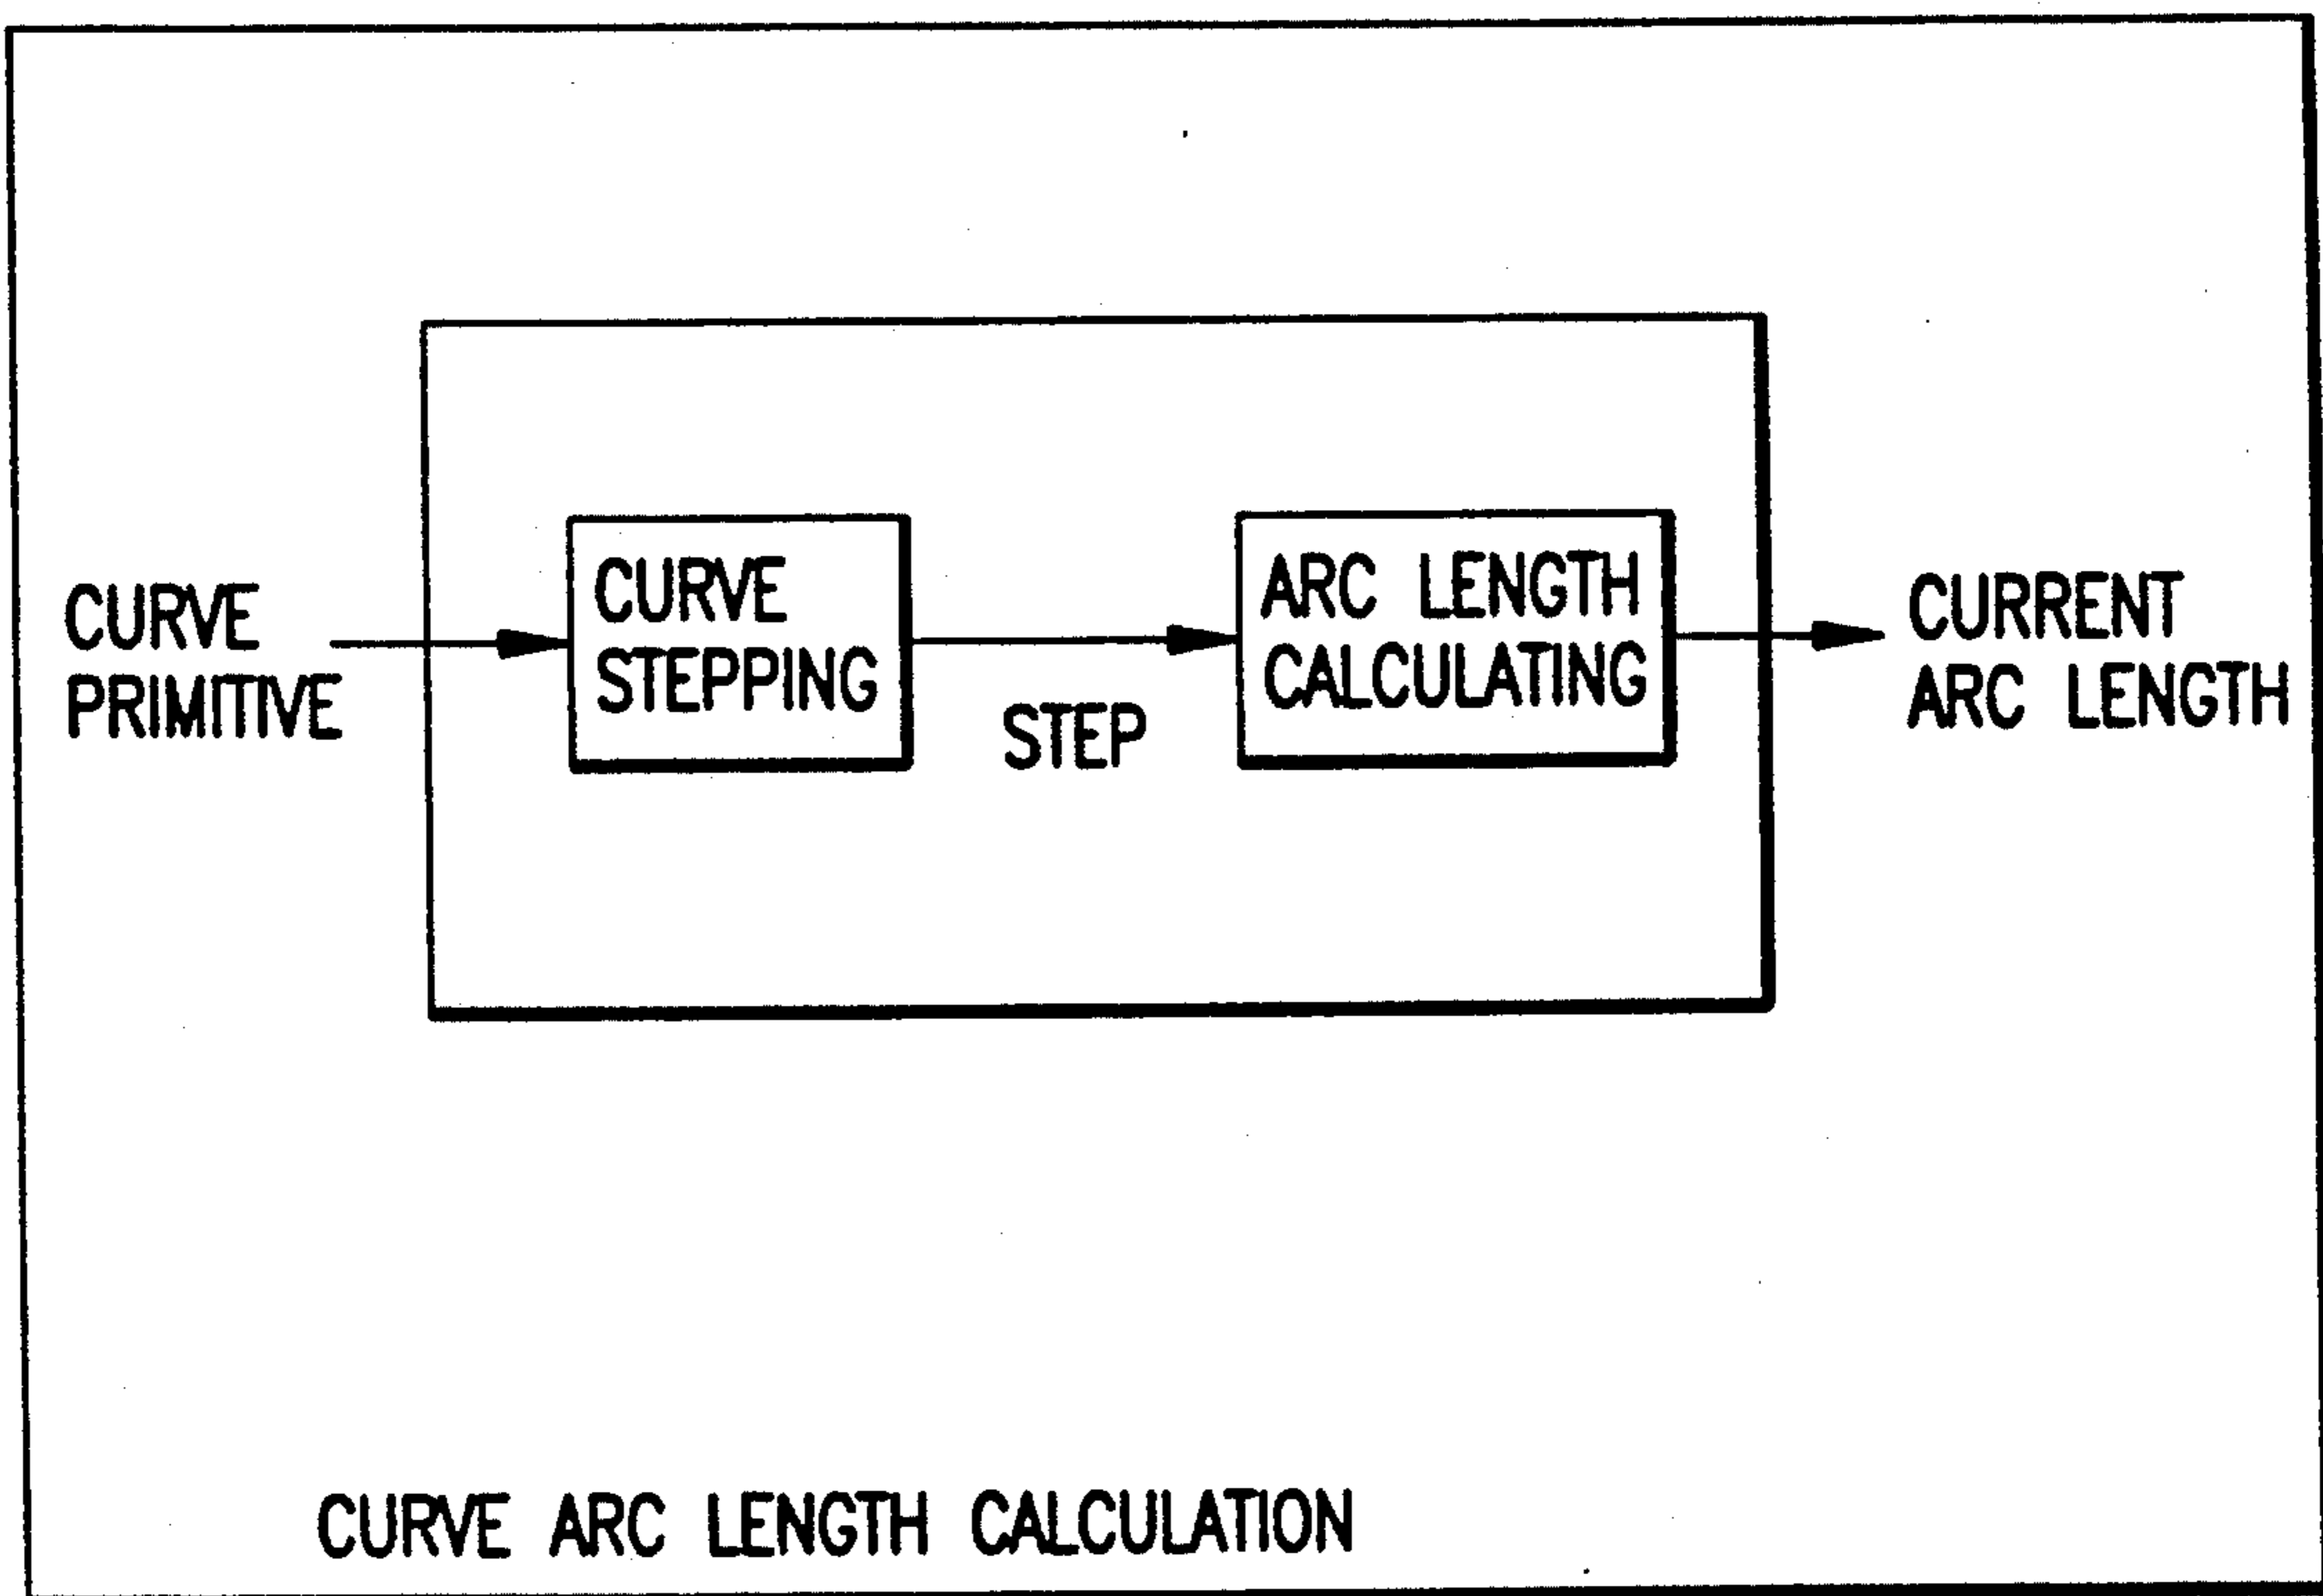 CURVE
PRIMITIVE
CURVE
STEPPING
STEP
ARC LENGTH
CALCULATING
CURRENT
ARC LENGTH
CURVE ARC LENGTH CALCULATION